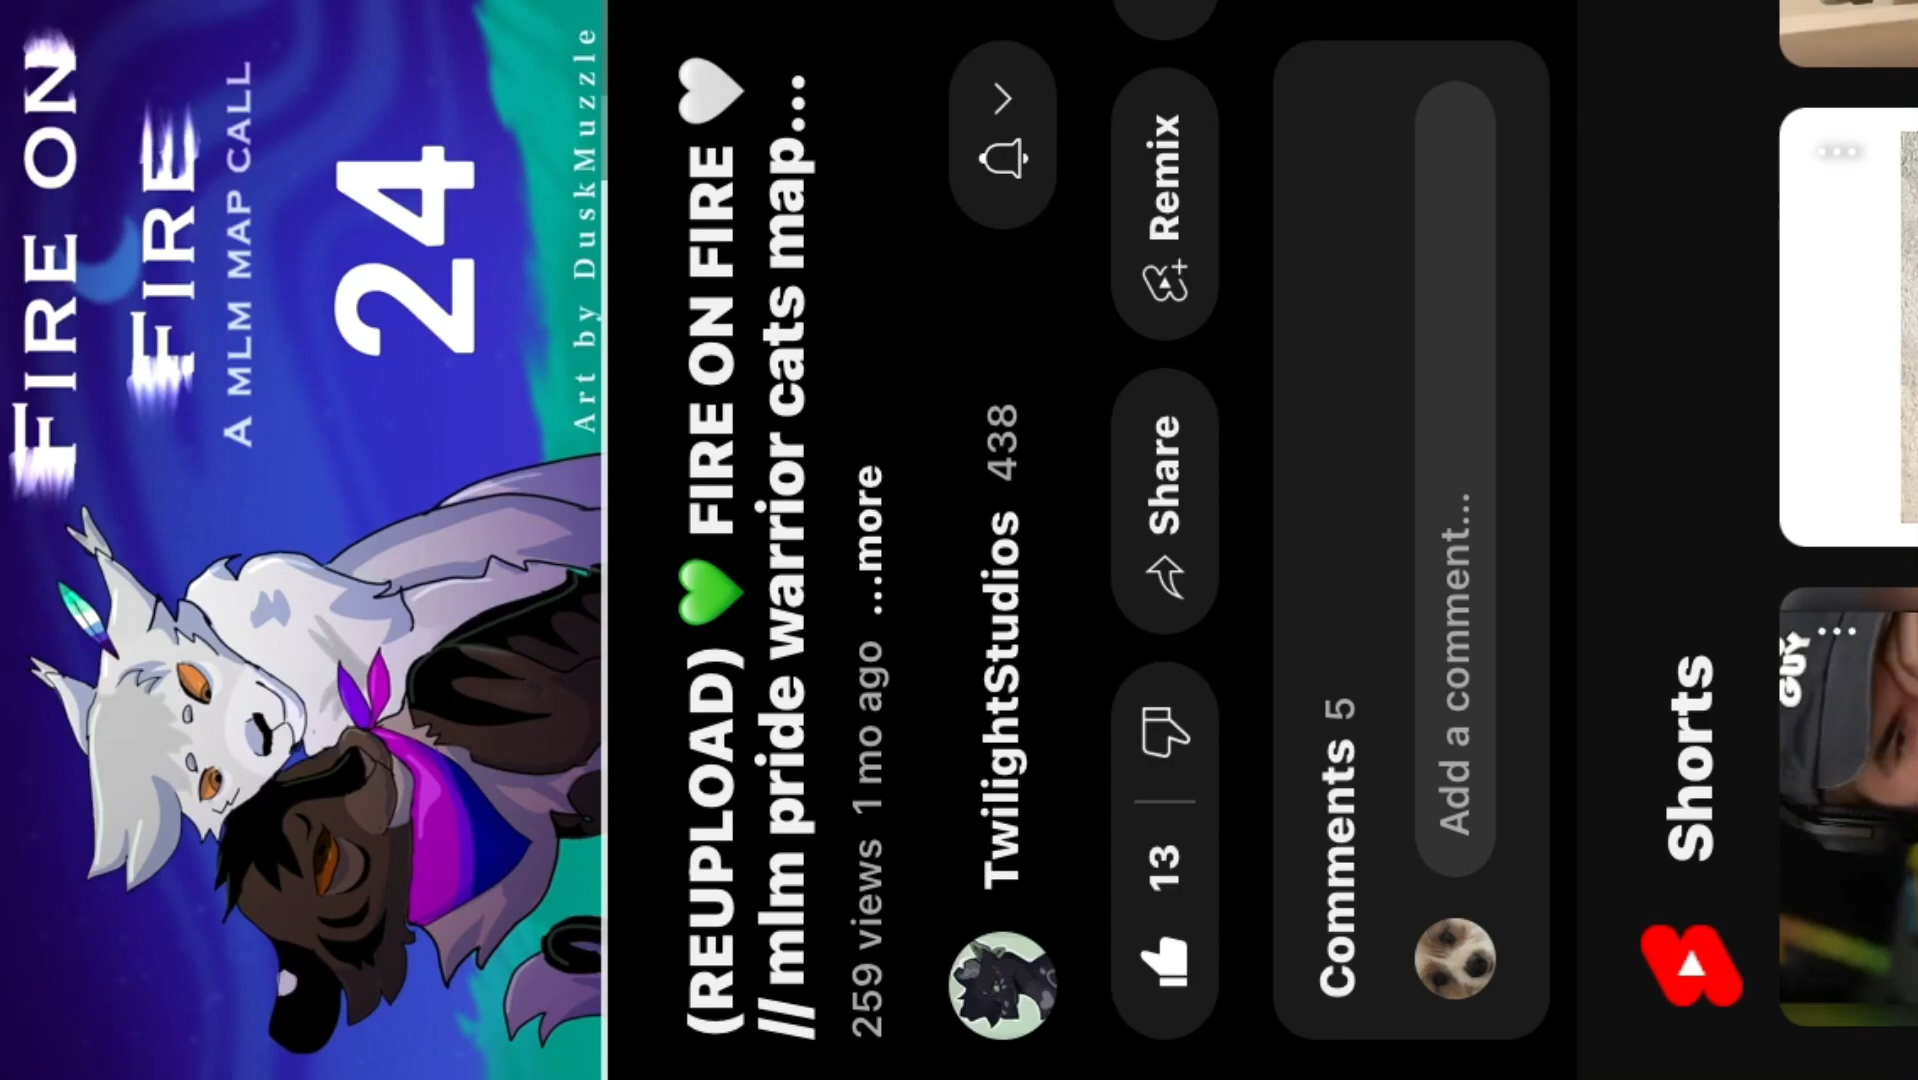 FIRE ON
FIRE
A MLM MAP CALL
24
Art by DuskMuzzle
(REUPLOAD) 💚 FIRE ON FIRE 🤍
// mlm pride warrior cats map...
259 views 1 mo ago ...more
TwilightStudios 438
13
Share
Remix
Comments 5
Add a comment...
Shorts
GUY